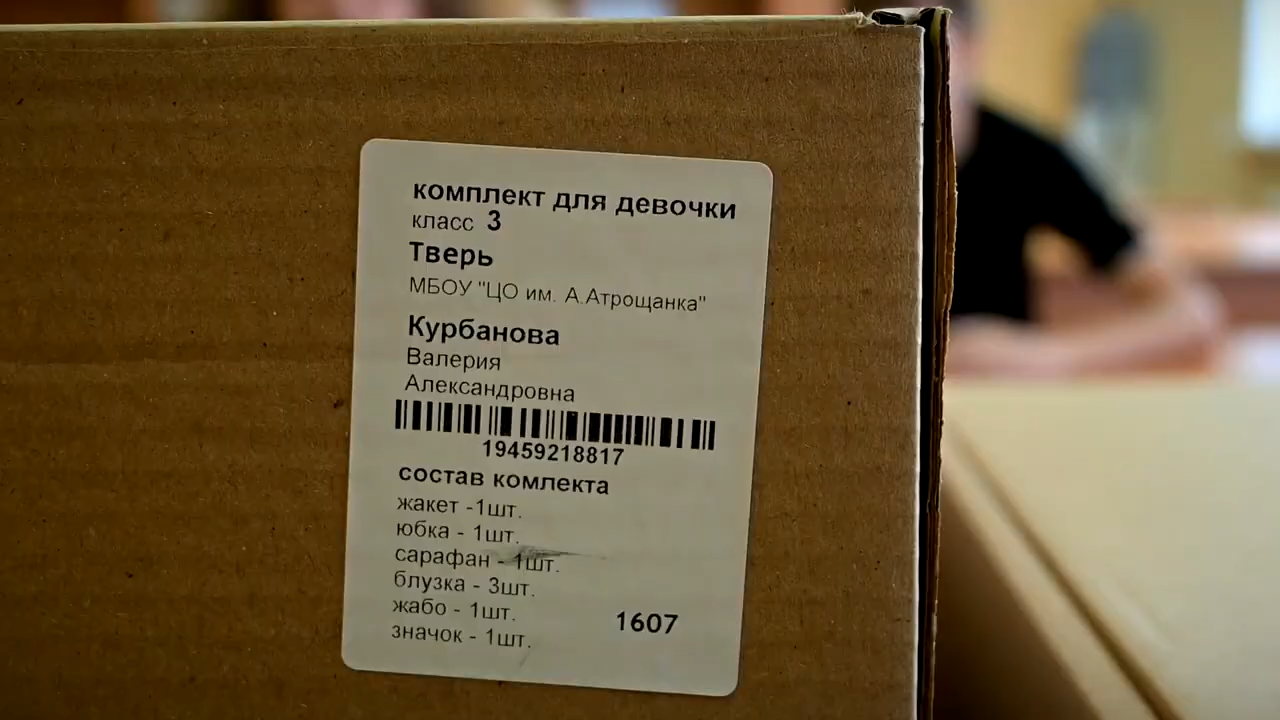 комплект для девочки
класс 3
Тверь
МБОУ "ЦО им. А.Атрощанка"
Курбанова
Валерия
Александровна
19459218817
состав комлекта
жакет -1шт.
юбка - 1шт.
сарафан - 1шт.
блузка - 3шт.
жабо - 1шт.
значок - 1шт.
1607